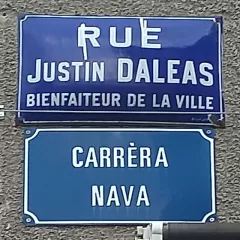 RUE
JUSTIN DALEAS
BIENFAITEUR DE LA VILLE
CARRÈRA
NAVA